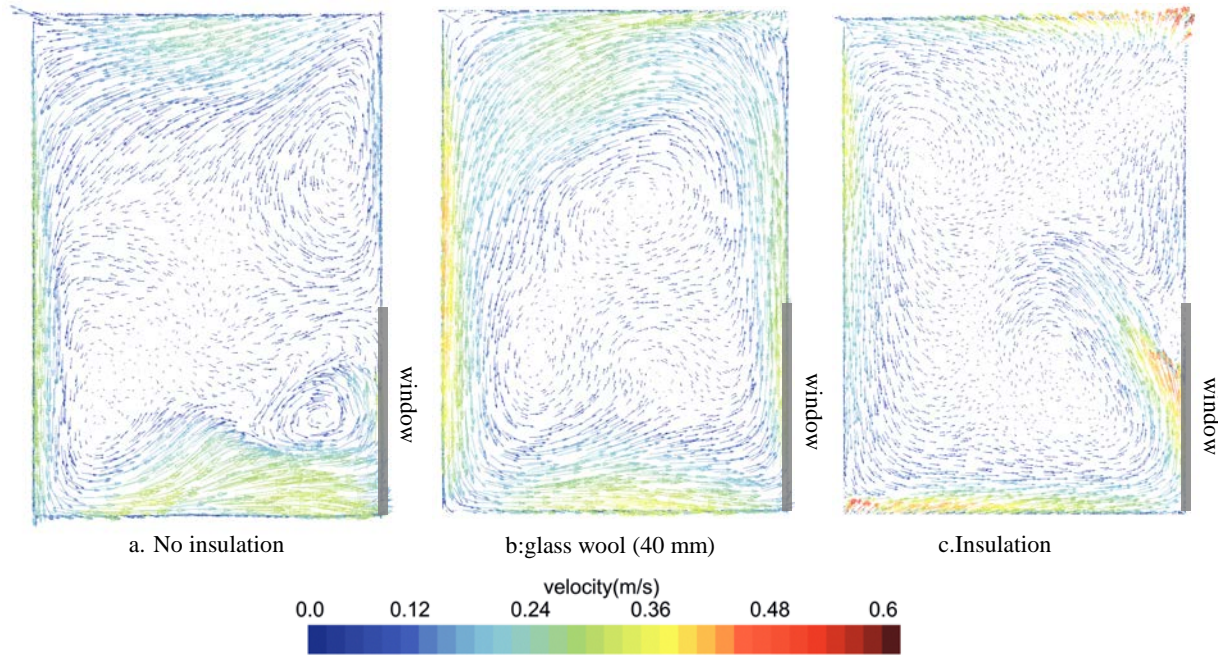 window
window
window
a. No insulation
b:glass wool (40 mm)
c.Insulation
velocity(m/s)
0.0 0.12 0.24 0.36 0.48 0.6